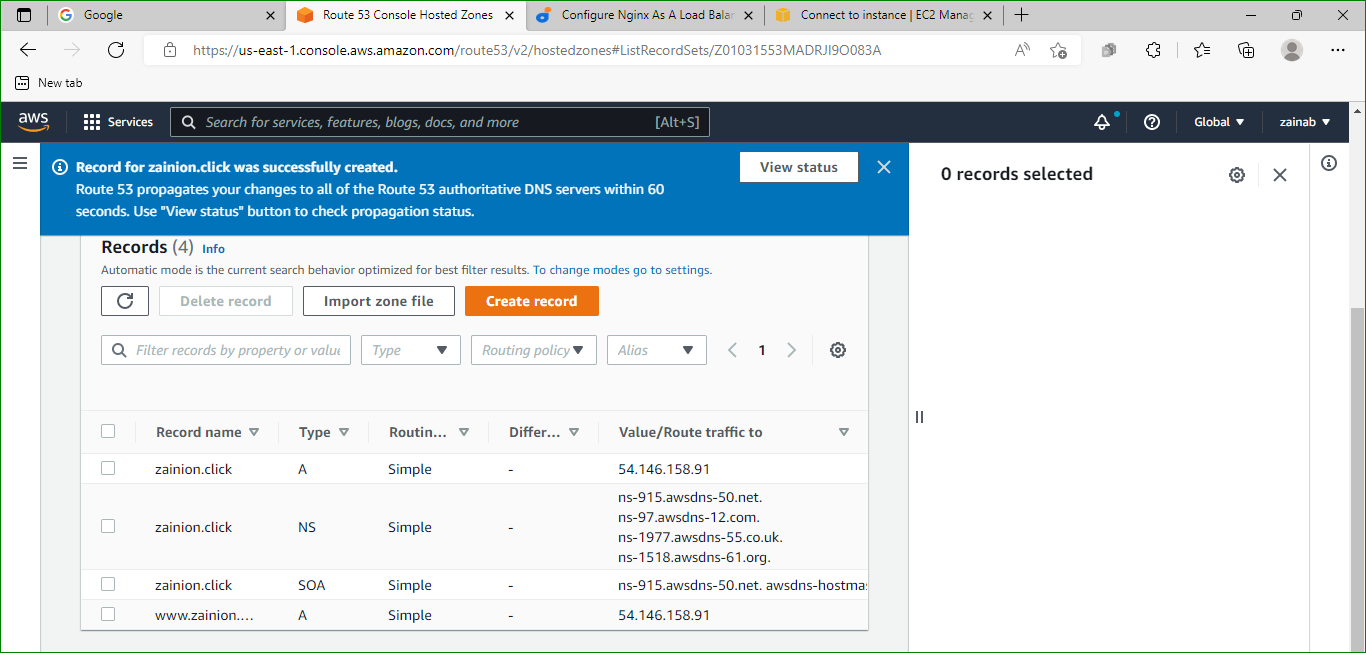 Google
Route 53 Console Hosted Zones
Configure Nginx As A Load Balan
Connect to instance | EC2 Manag
https://us-east-1.console.aws.amazon.com/route53/v2/hostedzones#ListRecordSets/Z01031553MADRJI9O083A
New tab
aws
Services
Search for services, features, blogs, docs, and more
[Alt+S]
Global
zainab
Record for zainion.click was successfully created.
Route 53 propagates your changes to all of the Route 53 authoritative DNS servers within 60
seconds. Use "View status" button to check propagation status.
View status
0 records selected
Records (4) Info
Automatic mode is the current search behavior optimized for best filter results. To change modes go to settings.
Delete record
Import zone file
Create record
Filter records by property or value
Type
Routing policy
Alias
1
Record name Type Routin... Differ... Value/Route traffic to
zainion.click A Simple - 54.146.158.91
ns-915.awsdns-50.net.
ns-97.awsdns-12.com.
zainion.click NS Simple -
ns-1977.awsdns-55.co.uk.
ns-1518.awsdns-61.org.
zainion.click SOA Simple - ns-915.awsdns-50.net. awsdns-hostmas
www.zainion.... A Simple - 54.146.158.91